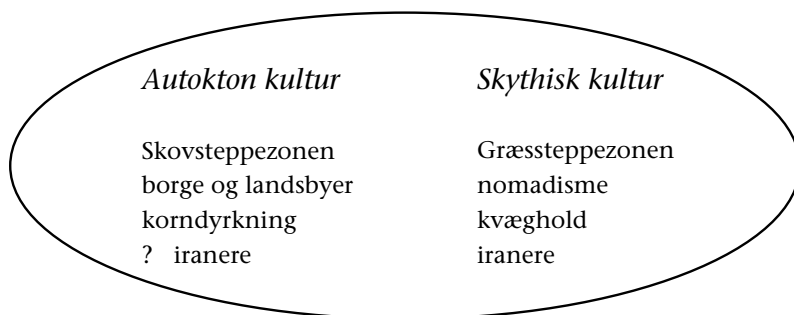 Autokton kultur
Skovsteppezonen
borge og landsbyer
korndyrkning
? iranere
Skythisk kultur
Græssteppezonen
nomadisme
kvæghold
iranere